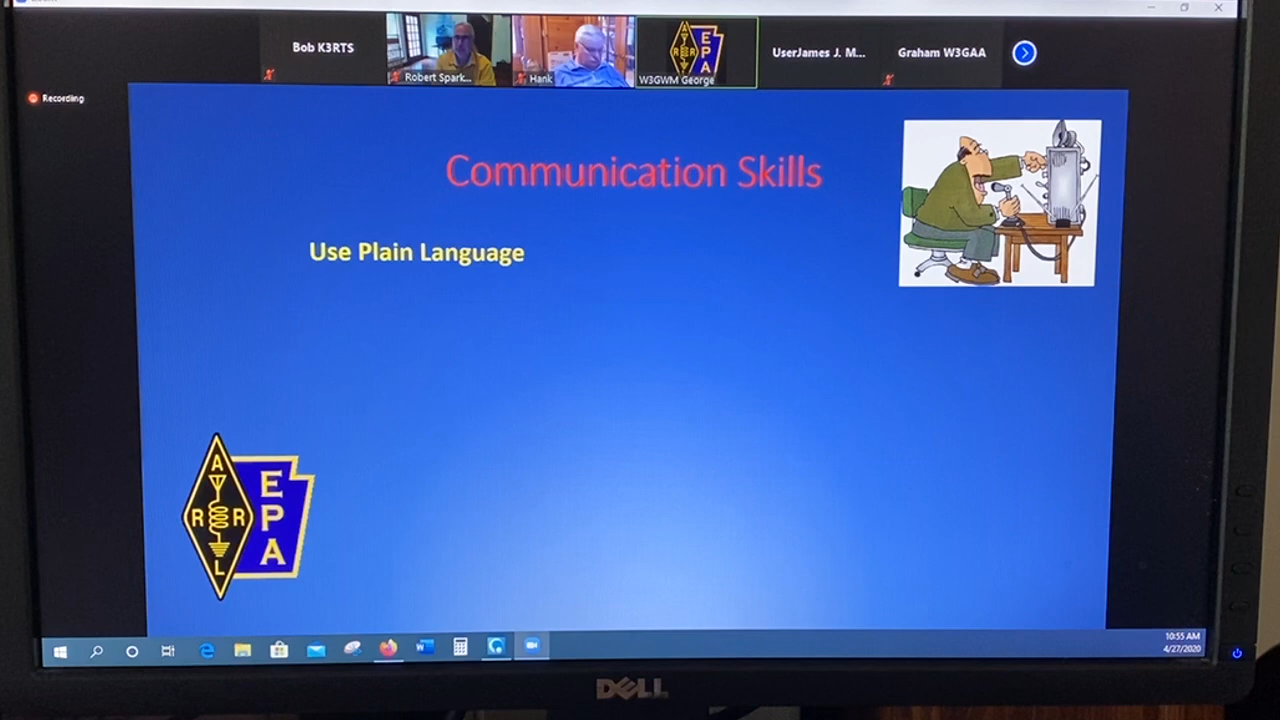 Bob K3RTS
Robert Spark...
Hank
W3GWM George
UserJames J. M...
Graham W3GAA
Recording
Communication Skills
Use Plain Language
A
R R
L
E
P
A
10:55 AM
4/27/2020
DELL